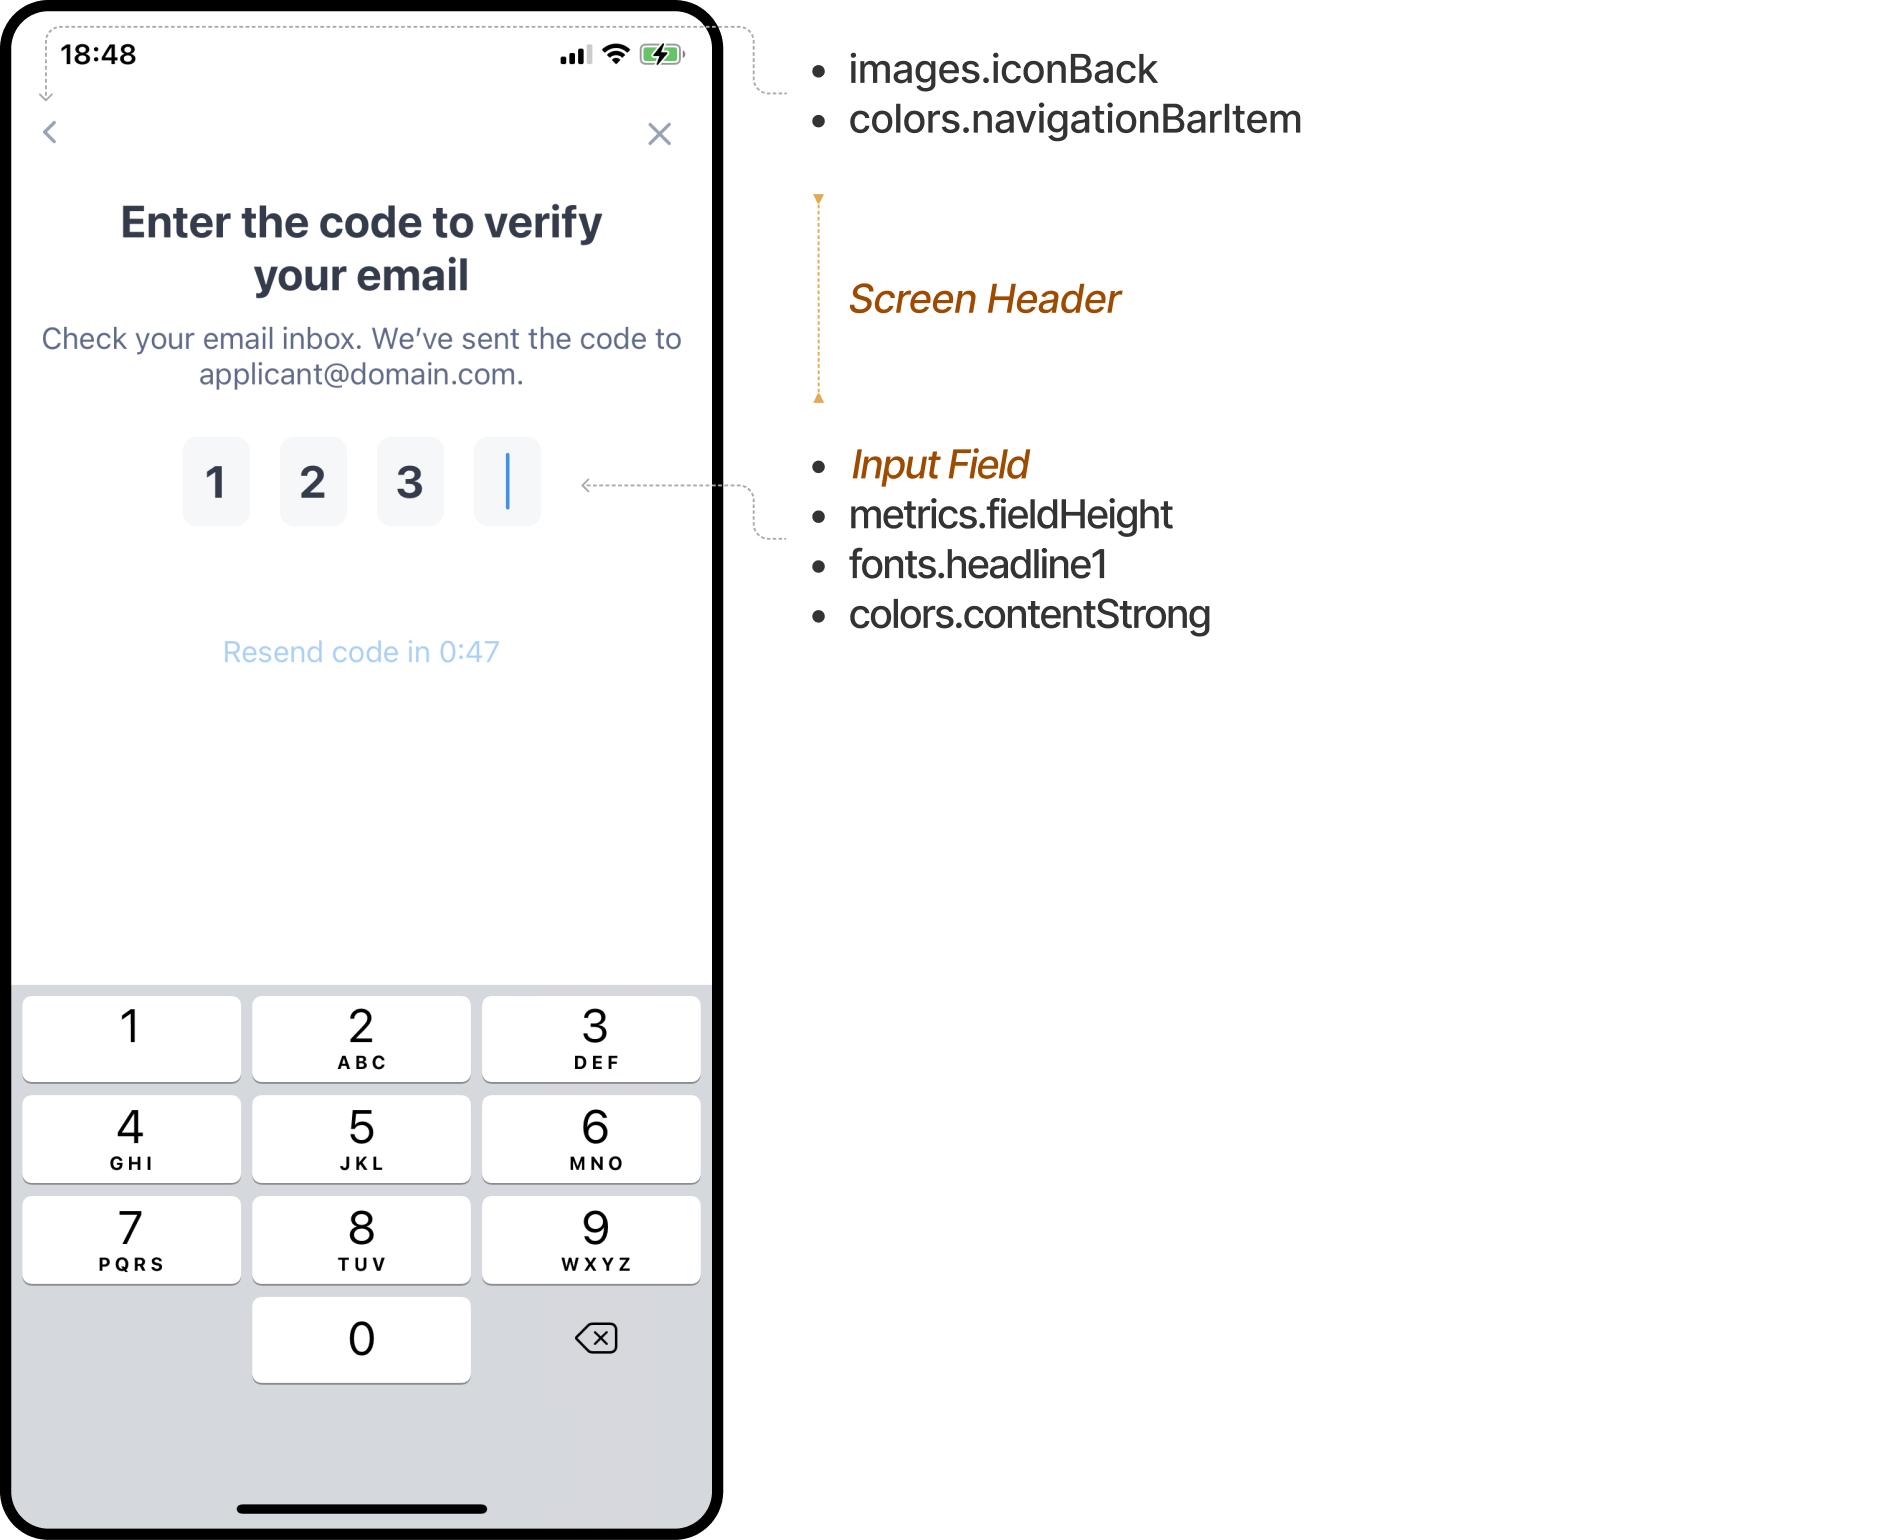 18:48
• images.iconBack
• colors.navigationBarItem
Enter the code to verify
your email
Check your email inbox. We’ve sent the code to
applicant@domain.com.
Screen Header
1 2 3
• Input Field
• metrics.fieldHeight
• fonts.headline1
• colors.contentStrong
Resend code in 0:47
1 2 3
ABC DEF
4 5 6
GHI JKL MNO
7 8 9
PQRS TUV WXYZ
0